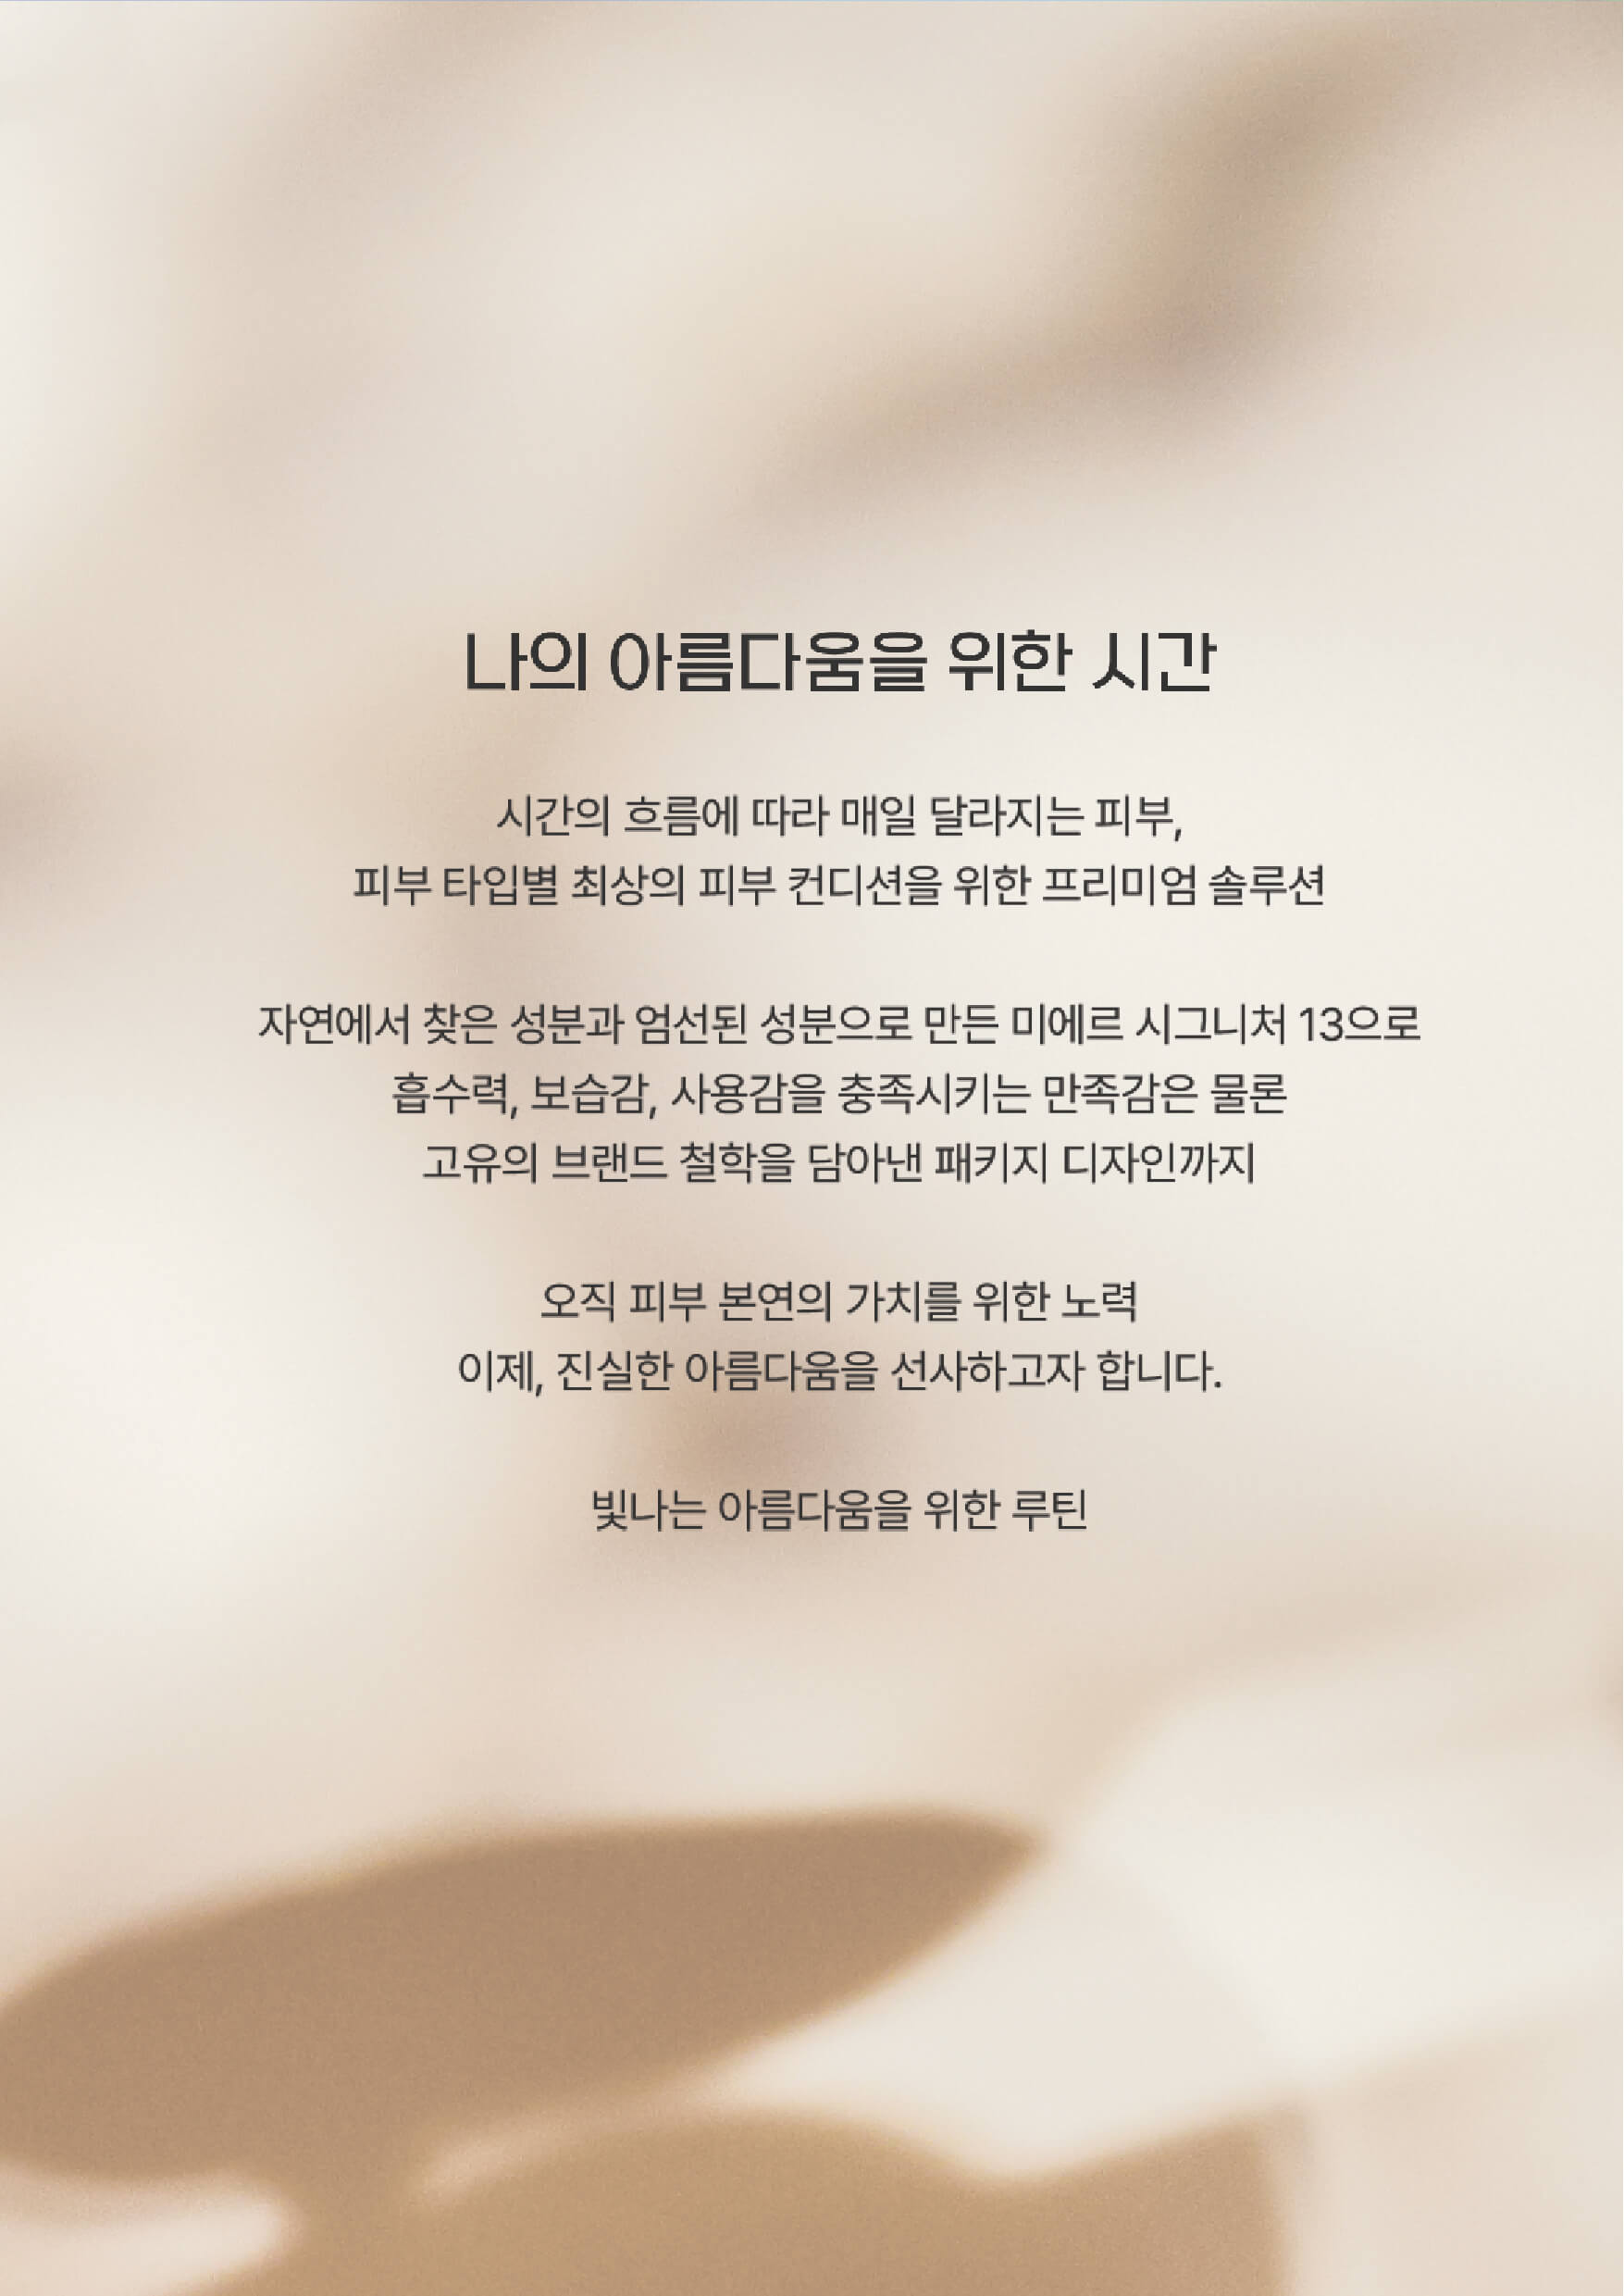 나의 아름다움을 위한 시간
시간의 흐름에 따라 매일 달라지는 피부,
피부 타입별 최상의 피부 컨디션을 위한 프리미엄 솔루션
자연에서 찾은 성분과 엄선된 성분으로 만든 미에르 시그니처 13으로
흡수력, 보습감, 사용감을 충족시키는 만족감은 물론
고유의 브랜드 철학을 담아낸 패키지 디자인까지
오직 피부 본연의 가치를 위한 노력
이제, 진실한 아름다움을 선사하고자 합니다.
빛나는 아름다움을 위한 루틴